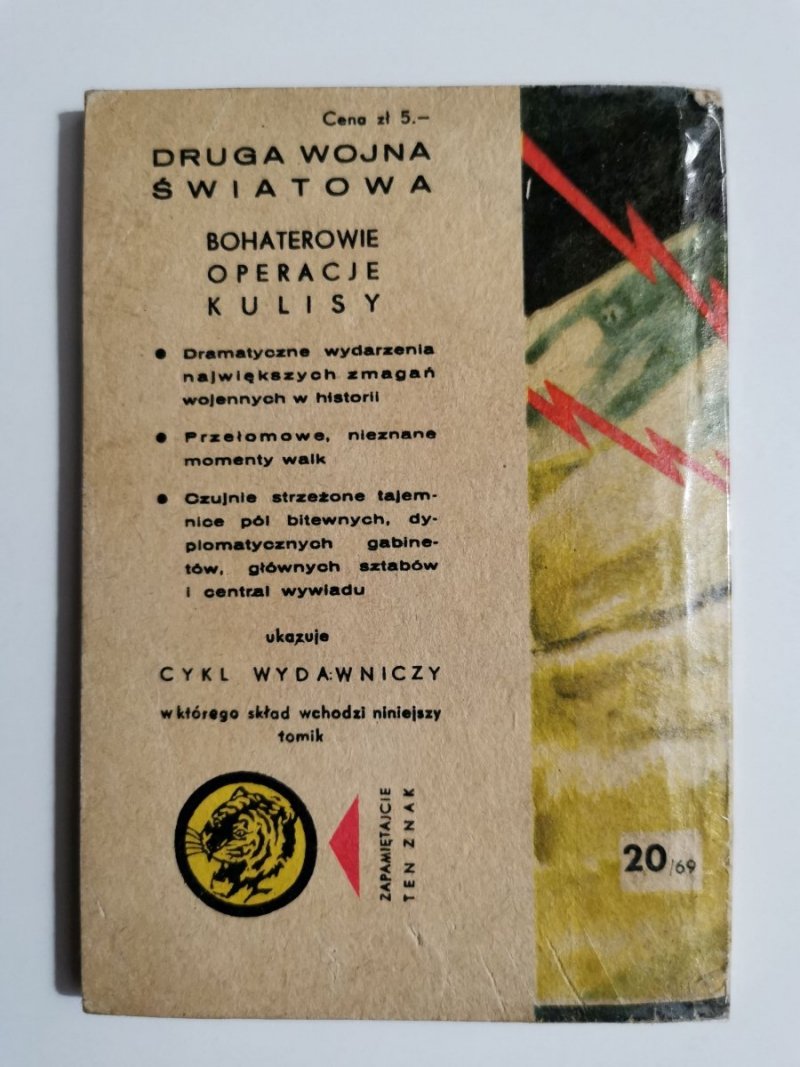 Cena zł 5.—
DRUGA WOJNA
ŚWIATOWA
BOHATEROWIE
OPERACJE
KULISY
● Dramatyczne wydarzenia
największych zmagań
wojennych w historii
● Przełomowe, nieznane
momenty walk
● Czujnie strzeżone tajem-
nice pól bitewnych, dy-
plomatycznych gabine-
tów, głównych sztabów
i central wywiadu
ukazuje
CYKL WYDAWNICZY
w którego skład wchodzi niniejszy
tomik
ZAPAMIĘTAJCIE
TEN ZNAK
20/69